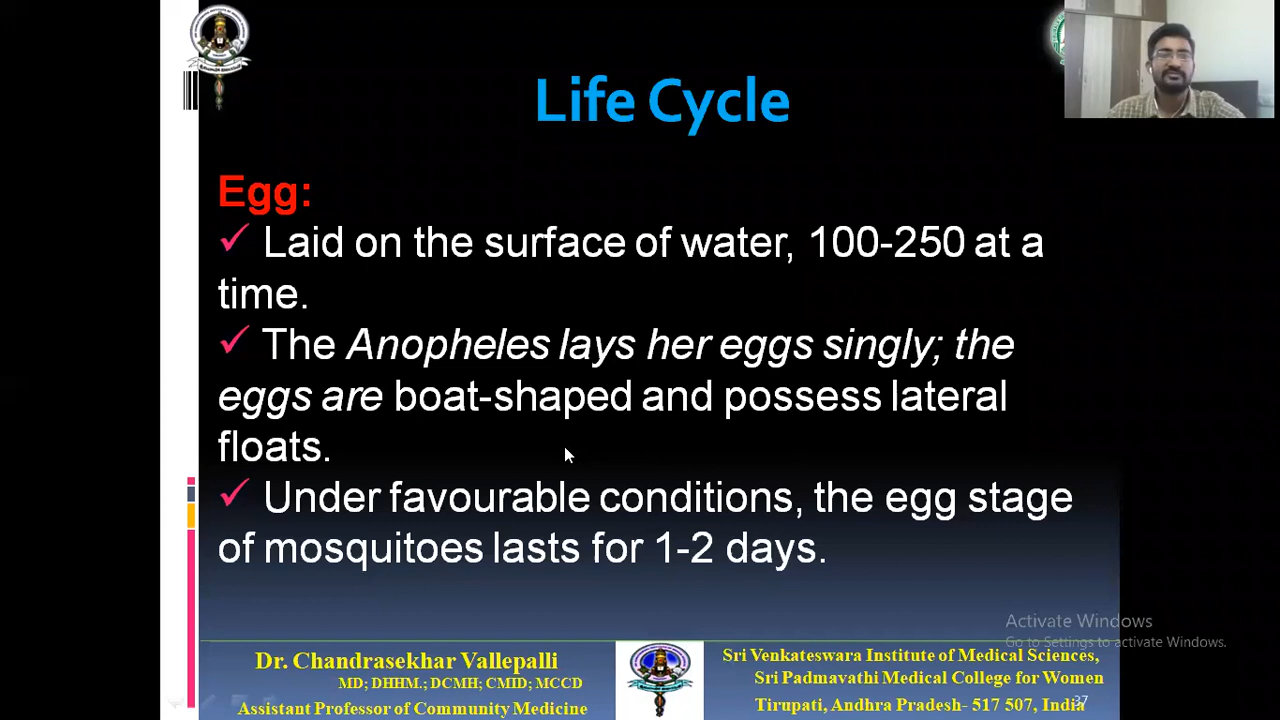 Life Cycle
Egg:
✓ Laid on the surface of water, 100-250 at a
time.
✓ The Anopheles lays her eggs singly; the
eggs are boat-shaped and possess lateral
floats.
✓ Under favourable conditions, the egg stage
of mosquitoes lasts for 1-2 days.
Activate Windows
Go to Settings to activate Windows.
Dr. Chandrasekhar Vallepalli
MD; DHHM.; DCMH; CMID; MCCD
Assistant Professor of Community Medicine
Sri Venkateswara Institute of Medical Sciences,
Sri Padmavathi Medical College for Women
Tirupati, Andhra Pradesh- 517 507, India
37